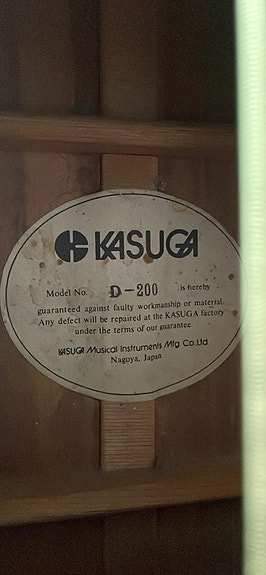 KASUGA
Model No. D-200 is hereby
guaranteed against faulty workmanship or material.
Any defect will be repaired at the KASUGA factory
under the terms of our guarantee.
KASUGA Musical Instruments Mfg Co.,Ltd.
Nagoya, Japan